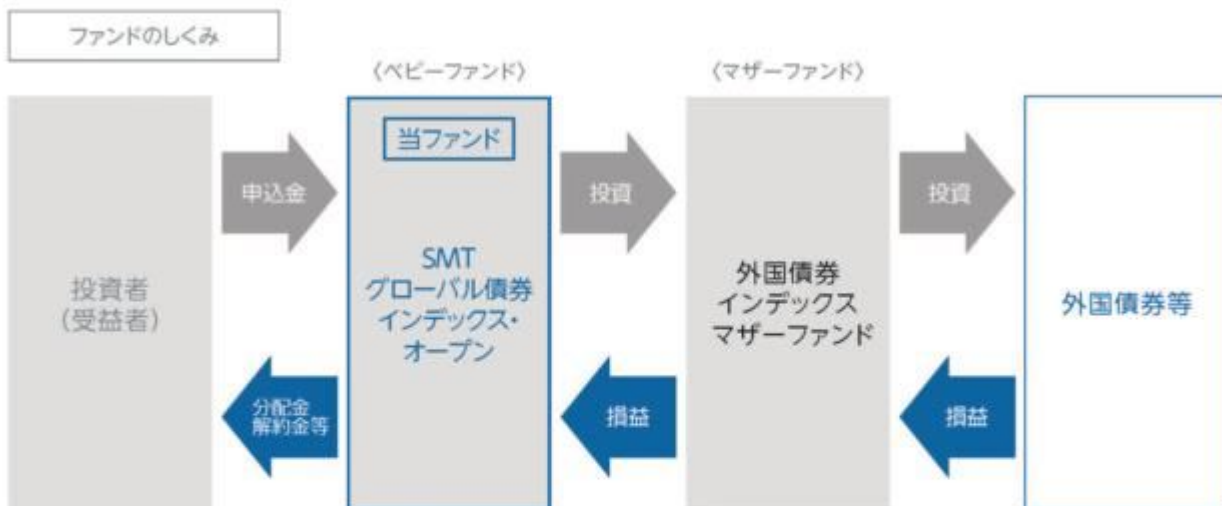 ファンドのしくみ
〈ベビーファンド〉
〈マザーファンド〉
当ファンド
申込金
投資
投資
投資者
(受益者)
SMT
グローバル債券
インデックス・
オープン
外国債券
インデックス
マザーファンド
外国債券等
分配金
解約金等
損益
損益